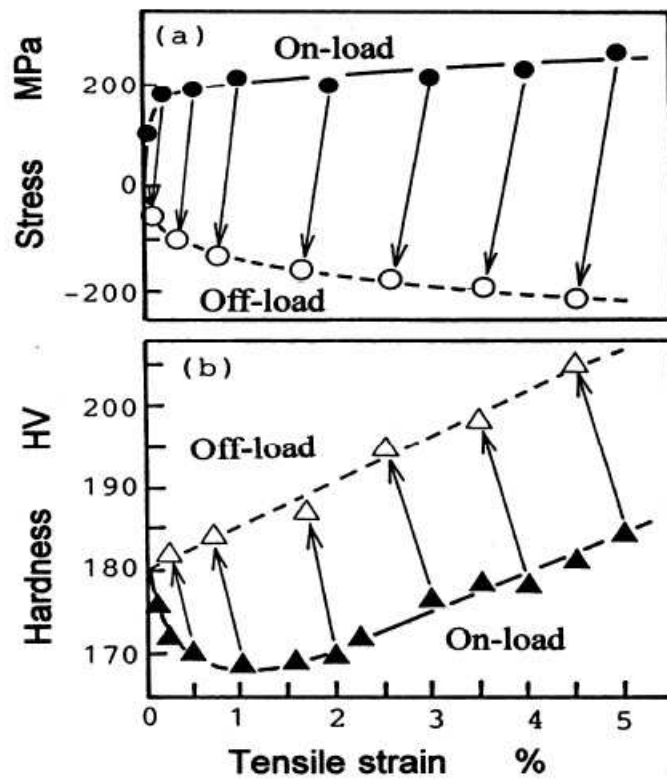 (a)
On-load
Stress MPa
200
0
-200
Off-load
(b)
Hardness HV
200
190
180
170
Off-load
On-load
0 1 2 3 4 5
Tensile strain %